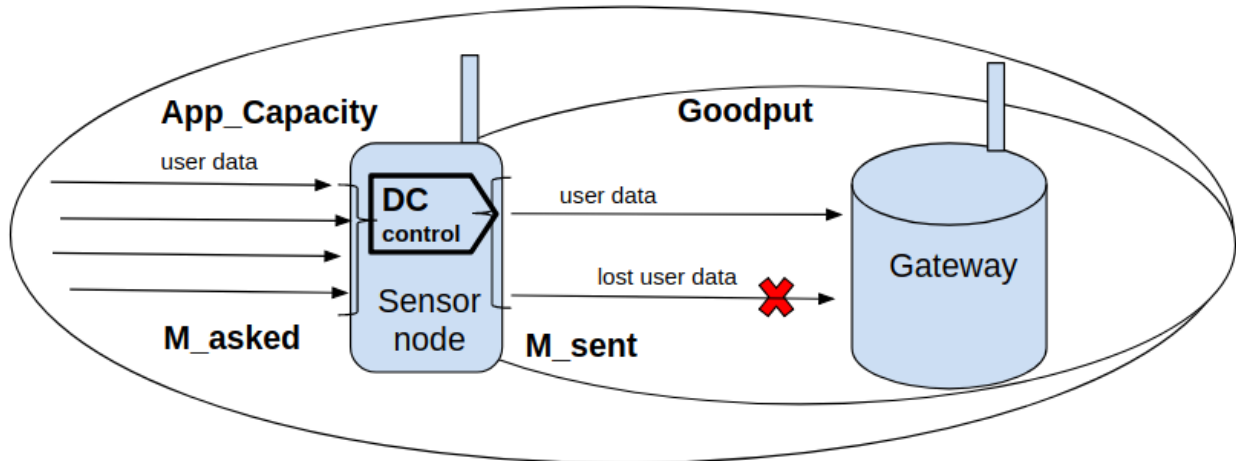 App_Capacity
Goodput
user data
DC
control
user data
Gateway
lost user data
Sensor
node
M_asked
M_sent